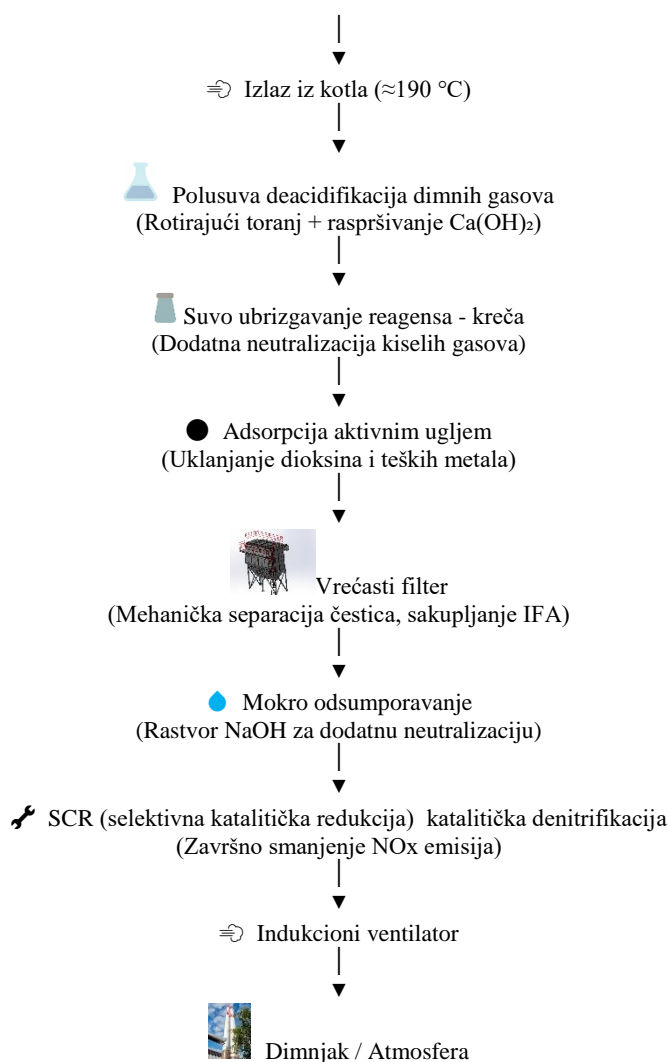 Izlaz iz kotla (≈190 °C)
Polusuva deacidifikacija dimnih gasova
(Rotirajući toranj + raspršivanje Ca(OH)₂)
Suvo ubrizgavanje reagensa - kreča
(Dodatna neutralizacija kiselih gasova)
Adsorpcija aktivnim ugljem
(Uklanjanje dioksina i teških metala)
Vrećasti filter
(Mehanička separacija čestica, sakupljanje IFA)
Mokro odsumporavanje
(Rastvor NaOH za dodatnu neutralizaciju)
SCR (selektivna katalitička redukcija) katalitička denitrifikacija
(Završno smanjenje NOx emisija)
Indukcioni ventilator
Dimnjak / Atmosfera